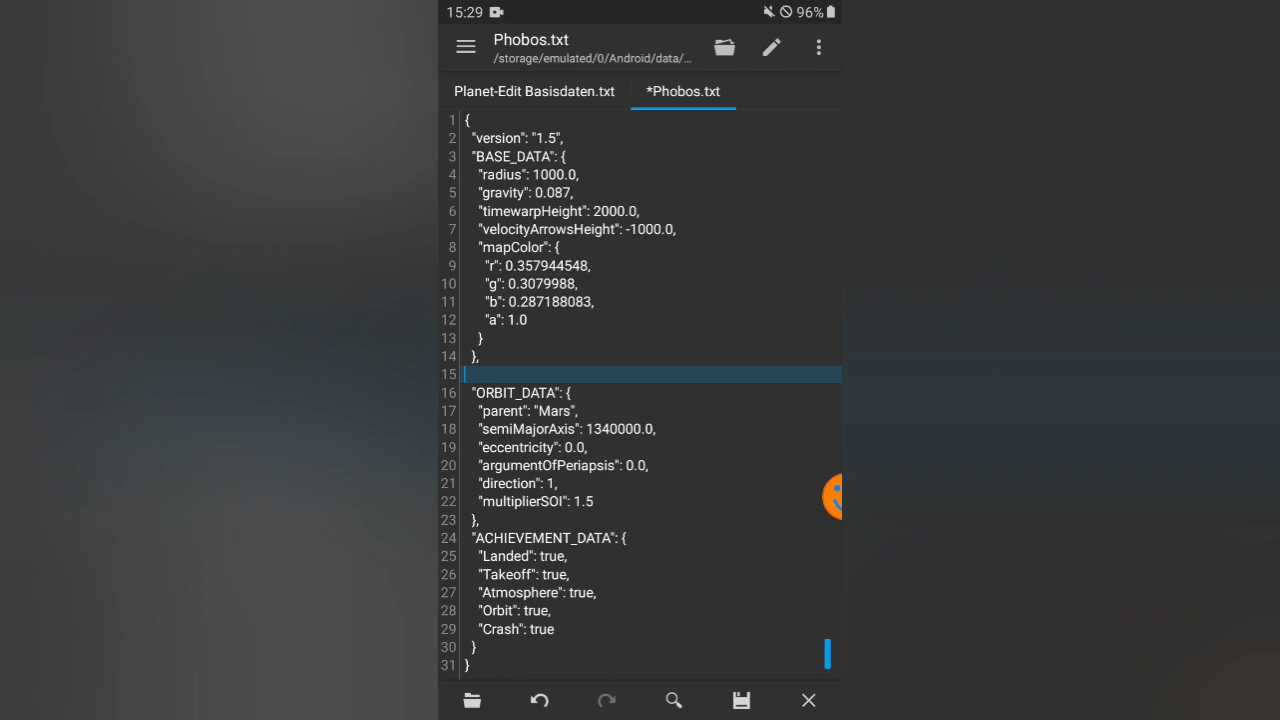 15:29 96%
Phobos.txt
/storage/emulated/0/Android/data/...
Planet-Edit Basisdaten.txt *Phobos.txt
1 {
2 "version": "1.5",
3 "BASE_DATA": {
4 "radius": 1000.0,
5 "gravity": 0.087,
6 "timewarpHeight": 2000.0,
7 "velocityArrowsHeight": -1000.0,
8 "mapColor": {
9 "r": 0.357944548,
10 "g": 0.3079988,
11 "b": 0.287188083,
12 "a": 1.0
13 }
14 },
15
16 "ORBIT_DATA": {
17 "parent": "Mars",
18 "semiMajorAxis": 1340000.0,
19 "eccentricity": 0.0,
20 "argumentOfPeriapsis": 0.0,
21 "direction": 1,
22 "multiplierSOI": 1.5
23 },
24 "ACHIEVEMENT_DATA": {
25 "Landed": true,
26 "Takeoff": true,
27 "Atmosphere": true,
28 "Orbit": true,
29 "Crash": true
30 }
31 }